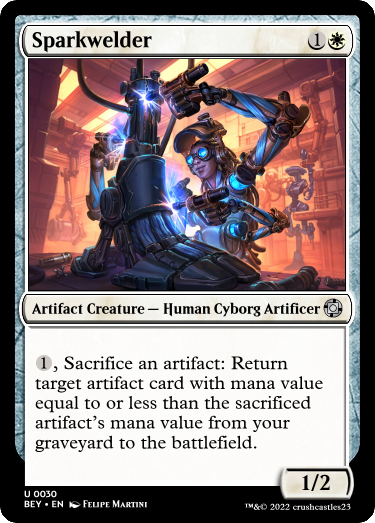 Sparkwelder 1
Artifact Creature — Human Cyborg Artificer
1, Sacrifice an artifact: Return
target artifact card with mana value
equal to or less than the sacrificed
artifact's mana value from your
graveyard to the battlefield.
1/2
U 0030
BEY • EN Felipe Martini
™&© 2022 crushcastles23